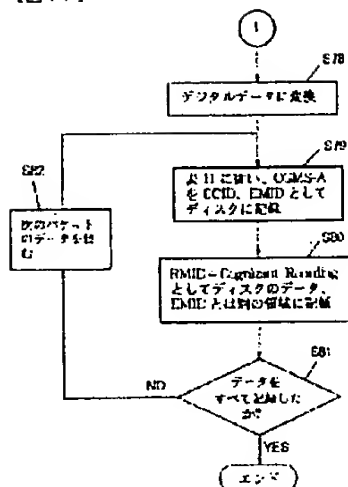 1
S78
デジタルデータに変換
S79
表11に従い、CGMS-A
をCCID、EMIDとして
ディスクに記録
S82
次のパケット
のデータを読
む
S80
RMID=Cognizant Recording
としてディスクのデータ、
EMIDとは別の領域に記録
S81
データを
すべて記録した
か?
NO
YES
エンド